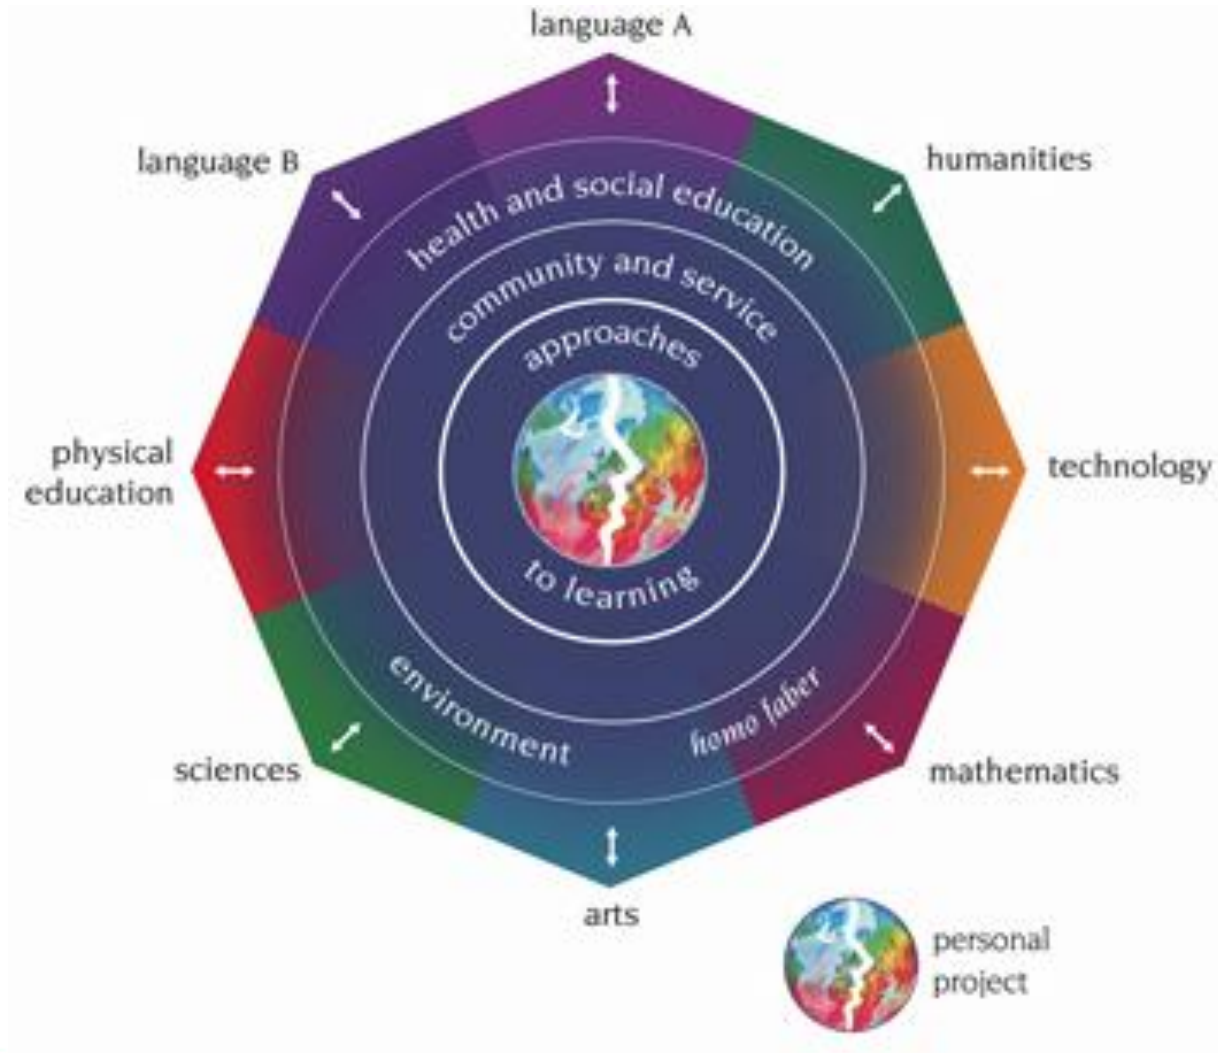 language A
language B
humanities
health and social education
community and service
approaches
physical
education
technology
to learning
environment
homo faber
sciences
mathematics
arts
personal
project